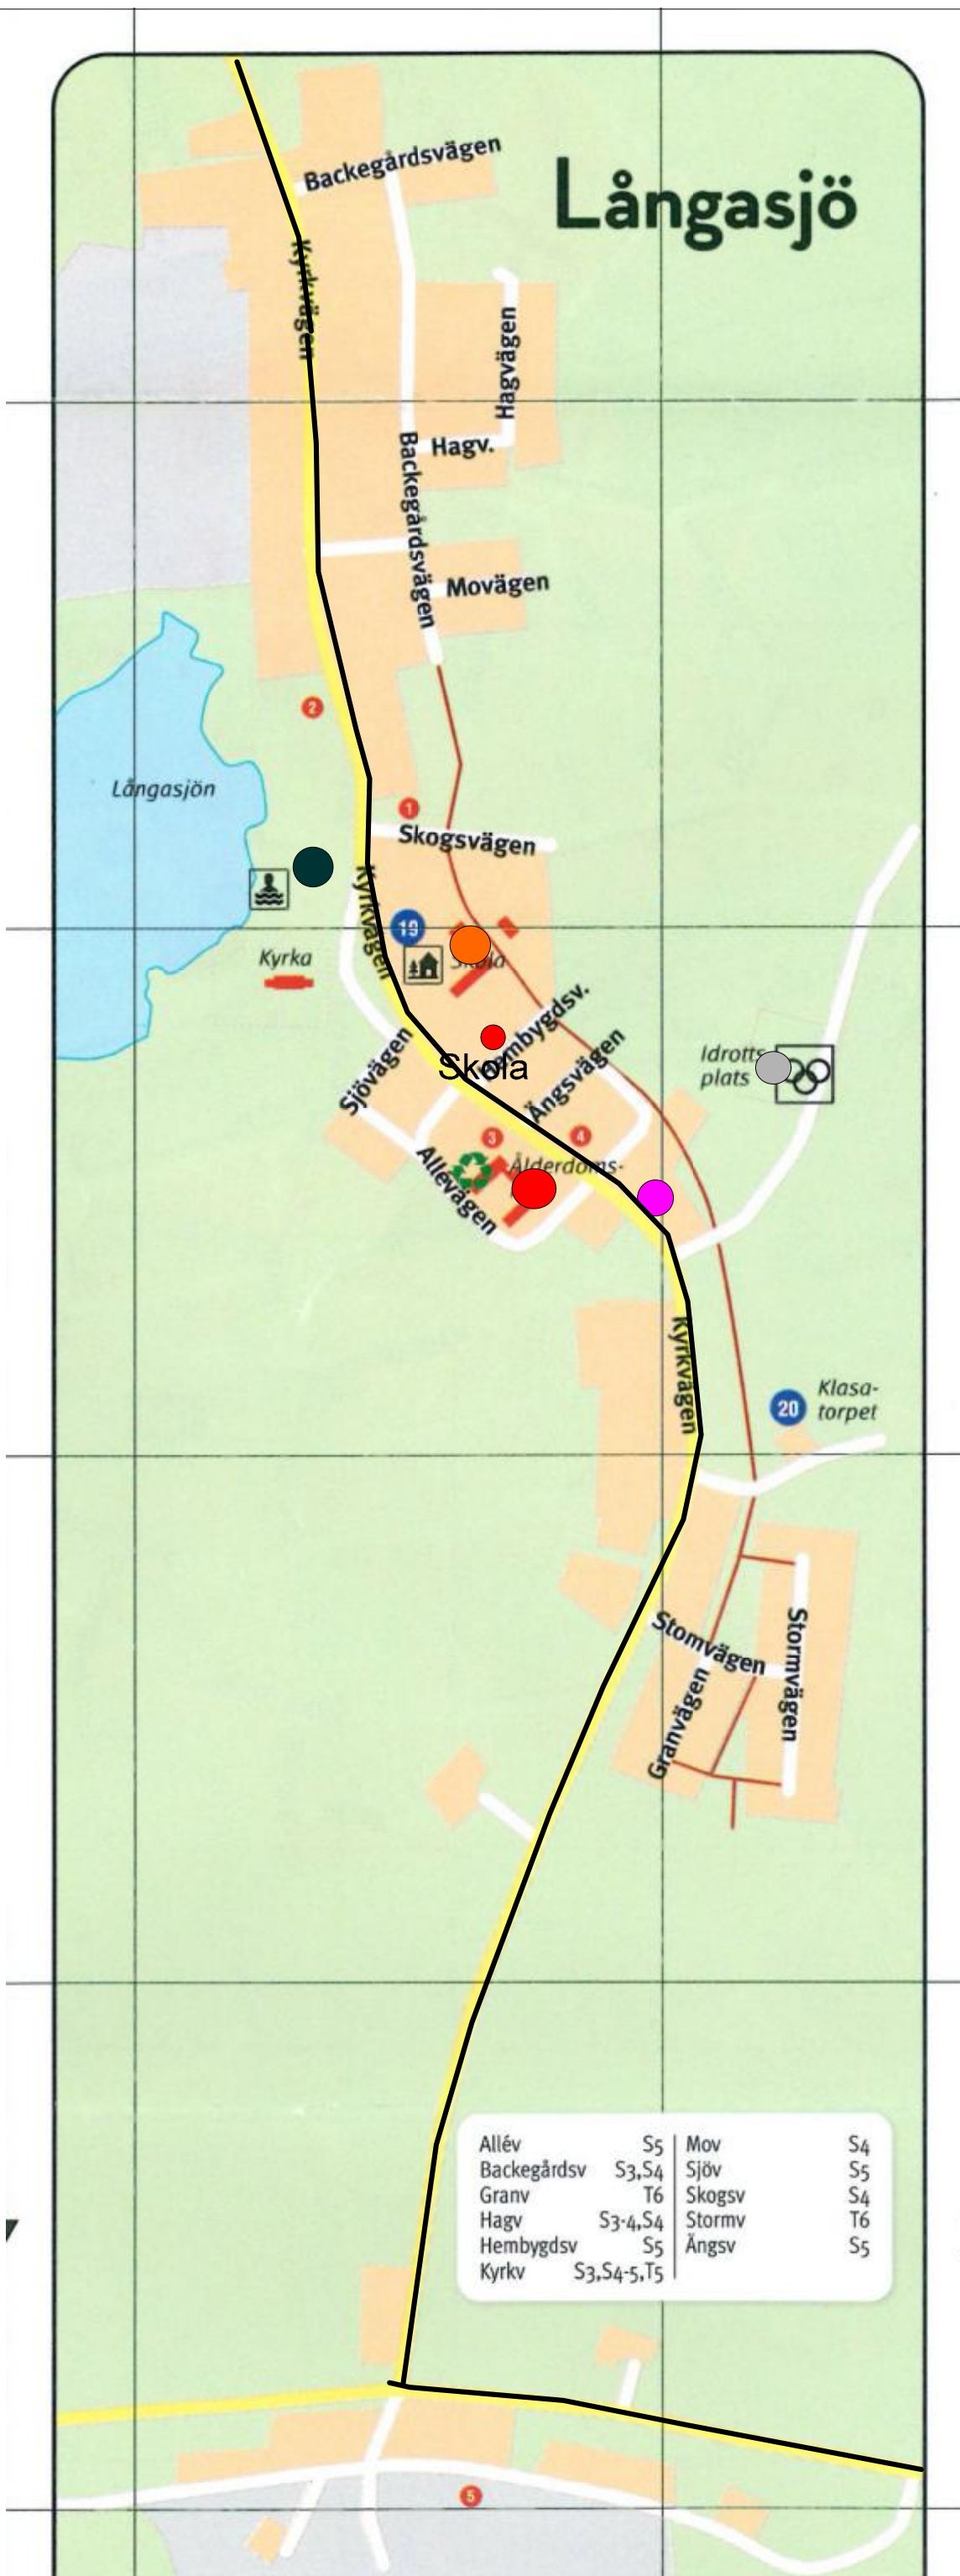 Långasjö
Backegårdsvägen
Kyrkvägen
Hagvägen
Hagv.
Backegårdsvägen
Movägen
2
Långasjön
1
Skogsvägen
Kyrkvägen
19
Kyrka
Skola
Hembygdsv.
Skola
Sjövägen
Ängsvägen
Idrotts
plats
3
4
Ålderdoms-
Allévägen
Kyrkvägen
Klasa-
torpet
20
Stomvägen
Stormvägen
Granvägen
Allév S5
Backegårdsv S3,S4
Granv T6
Hagv S3-4,S4
Hembygdsv S5
Kyrkv S3,S4-5,T5
Mov S4
Sjöv S5
Skogsv S4
Stormv T6
Ängsv S5
5